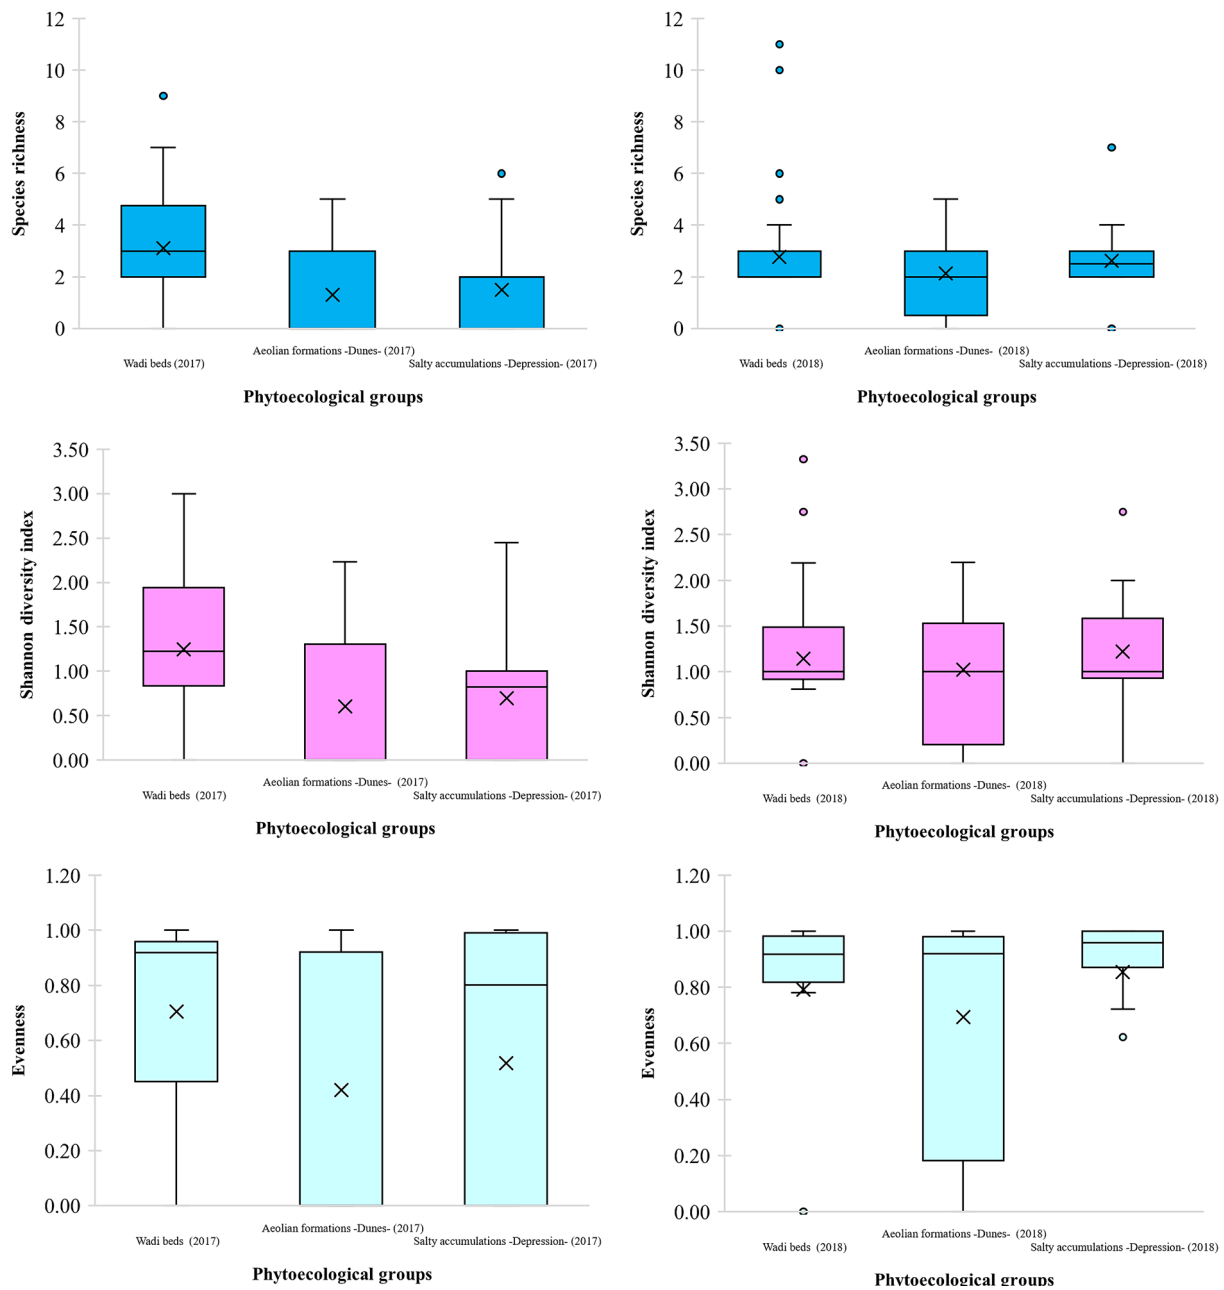 12
10
8
6
4
2
0
Species richness
Aeolian formations -Dunes- (2017)
Wadi beds (2017)
Salty accumulations -Depression- (2017)
Phytoecological groups
12
10
8
6
4
2
0
Species richness
Aeolian formations -Dunes- (2018)
Wadi beds (2018)
Salty accumulations -Depression- (2018)
Phytoecological groups
3.50
3.00
2.50
2.00
1.50
1.00
0.50
0.00
Shannon diversity index
Aeolian formations -Dunes- (2017)
Wadi beds (2017)
Salty accumulations -Depression- (2017)
Phytoecological groups
3.50
3.00
2.50
2.00
1.50
1.00
0.50
0.00
Shannon diversity index
Aeolian formations -Dunes- (2018)
Wadi beds (2018)
Salty accumulations -Depression- (2018)
Phytoecological groups
1.20
1.00
0.80
0.60
0.40
0.20
0.00
Evenness
Aeolian formations -Dunes- (2017)
Wadi beds (2017)
Salty accumulations -Depression- (2017)
Phytoecological groups
1.20
1.00
0.80
0.60
0.40
0.20
0.00
Evenness
Aeolian formations -Dunes- (2018)
Wadi beds (2018)
Salty accumulations -Depression- (2018)
Phytoecological groups